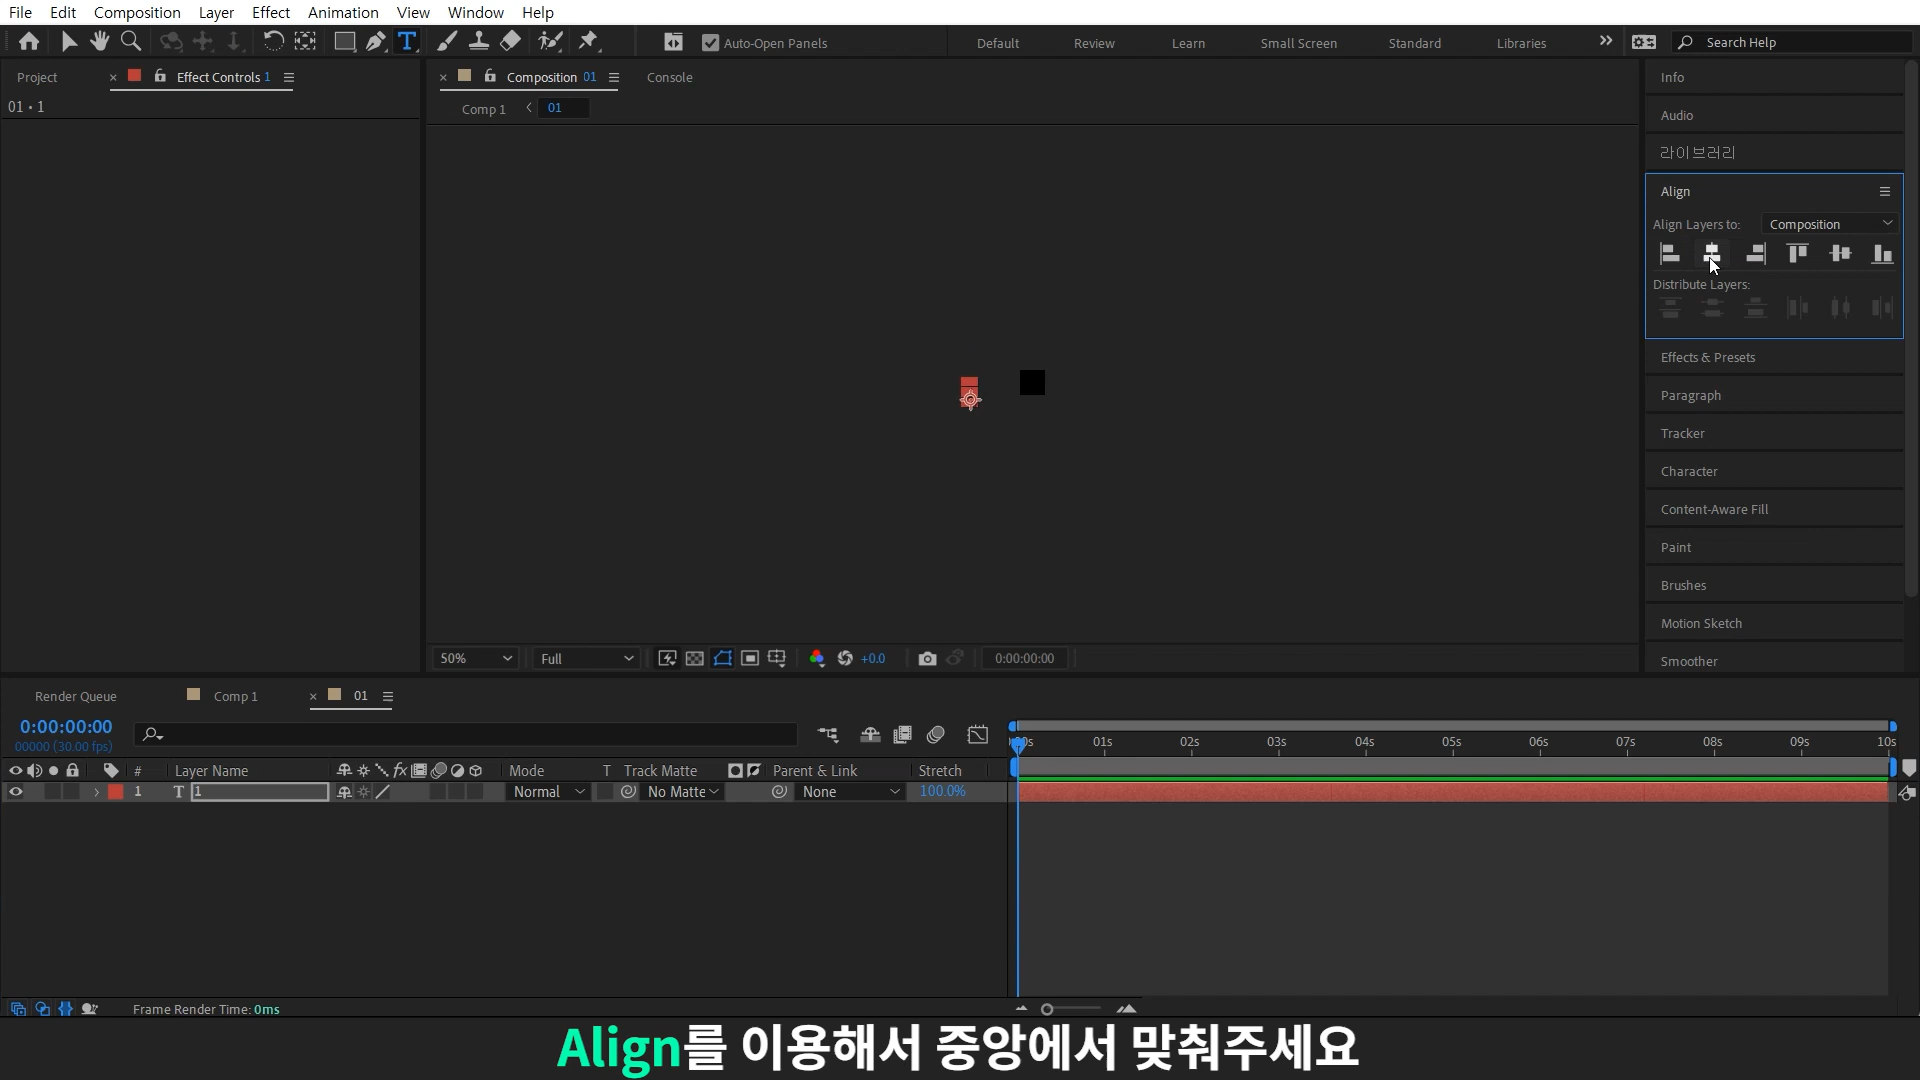 File Edit Composition Layer Effect Animation View Window Help
Auto-Open Panels Default Review Learn Small Screen Standard Libraries Search Help
Project Effect Controls 1
01 • 1
Composition 01 Console
Comp 1 01
Info
Audio
라이브러리
Align
Align Layers to: Composition
Distribute Layers:
Effects & Presets
Paragraph
Tracker
Character
Content-Aware Fill
Paint
Brushes
Motion Sketch
Smoother
50% Full +0.0 0:00:00:00
Render Queue Comp 1 01
0:00:00:00
00000 (30.00 fps)
01s 02s 03s 04s 05s 06s 07s 08s 09s 10s
# Layer Name Mode T Track Matte Parent & Link Stretch
1 T 1 Normal No Matte None 100.0%
Frame Render Time: 0ms
Align를 이용해서 중앙에서 맞춰주세요